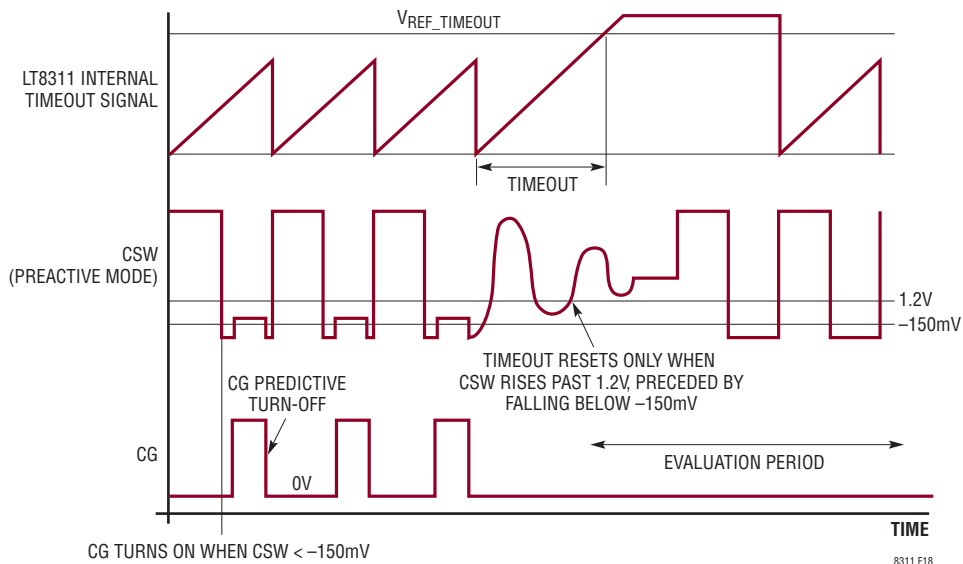 VREF_TIMEOUT
LT8311 INTERNAL
TIMEOUT SIGNAL
TIMEOUT
CSW
(PREACTIVE MODE)
1.2V
–150mV
TIMEOUT RESETS ONLY WHEN
CSW RISES PAST 1.2V, PRECEDED BY
FALLING BELOW –150mV
CG PREDICTIVE
TURN-OFF
CG
0V
EVALUATION PERIOD
TIME
CG TURNS ON WHEN CSW < –150mV
8311 F18